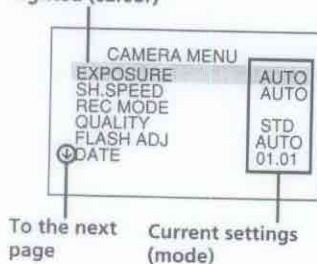 (cursor)
CAMERA MENU
EXPOSURE AUTO
SH.SPEED AUTO
REC MODE
QUALITY STD
FLASH ADJ AUTO
DATE 01.01
To the next
page
Current settings
(mode)